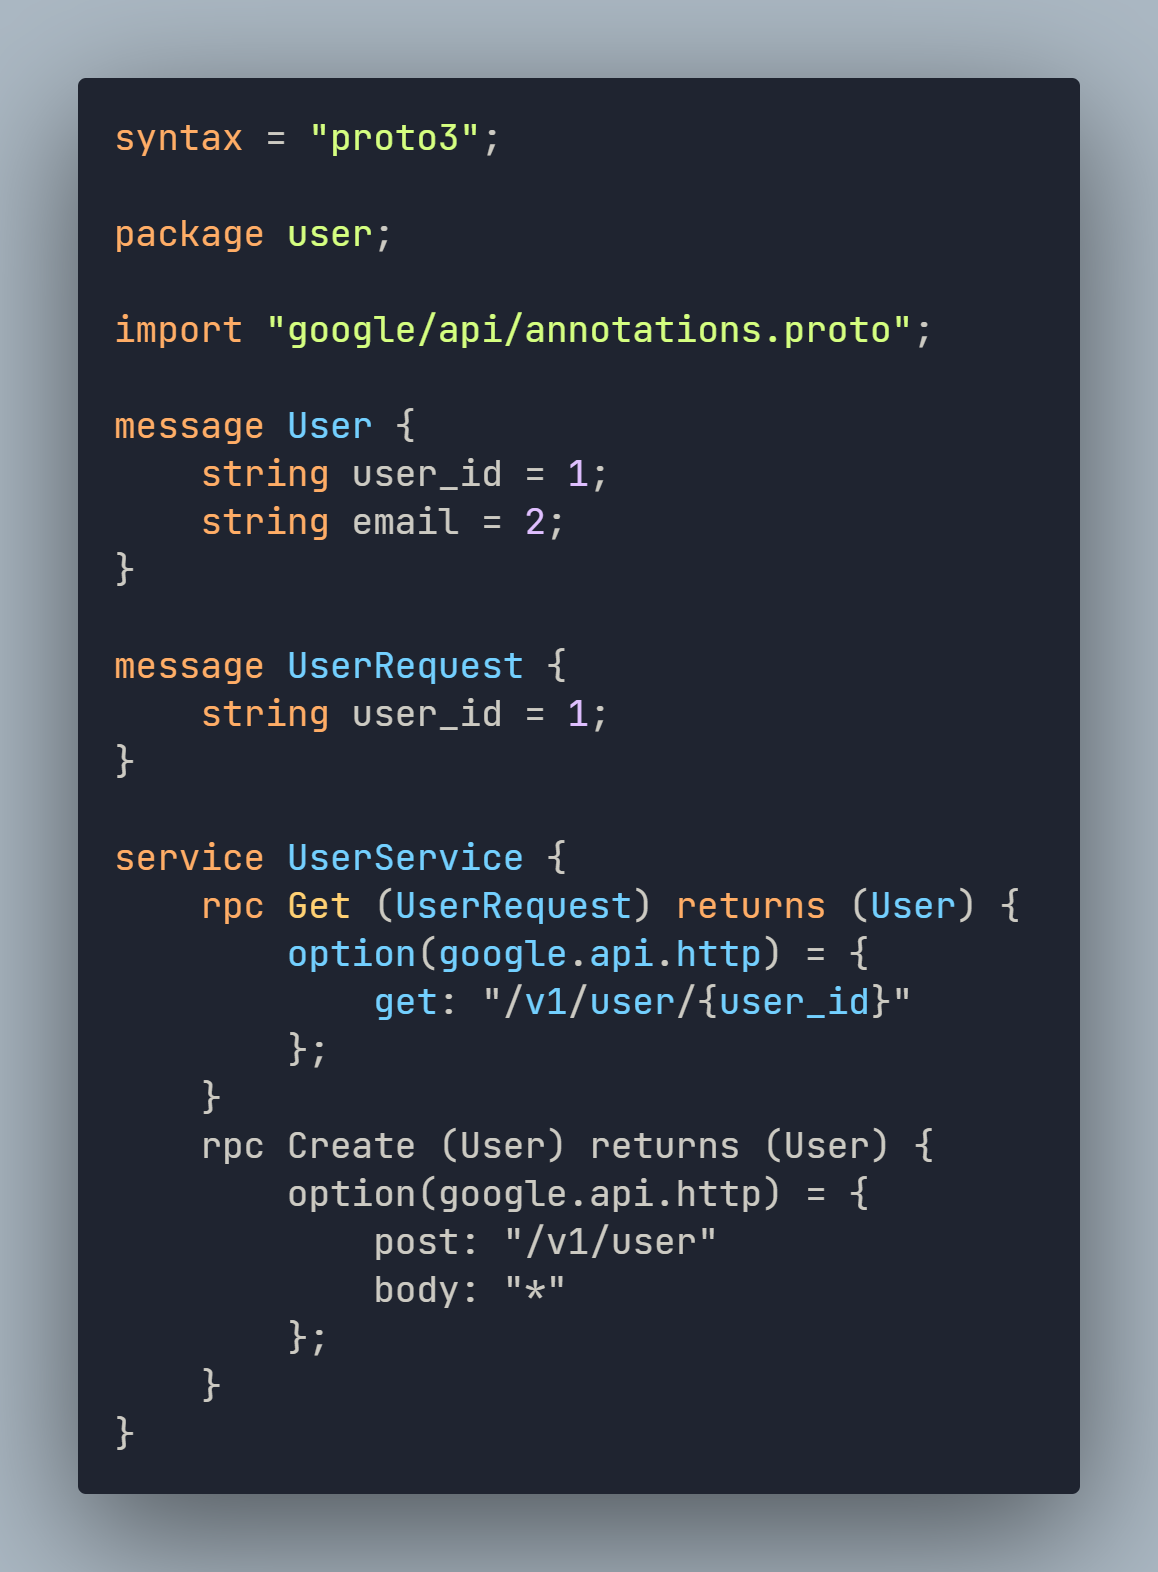 syntax = "proto3";

package user;

import "google/api/annotations.proto";

message User {
    string user_id = 1;
    string email = 2;
}

message UserRequest {
    string user_id = 1;
}

service UserService {
    rpc Get (UserRequest) returns (User) {
        option(google.api.http) = {
            get: "/v1/user/{user_id}"
        };
    }
    rpc Create (User) returns (User) {
        option(google.api.http) = {
            post: "/v1/user"
            body: "*"
        };
    }
}